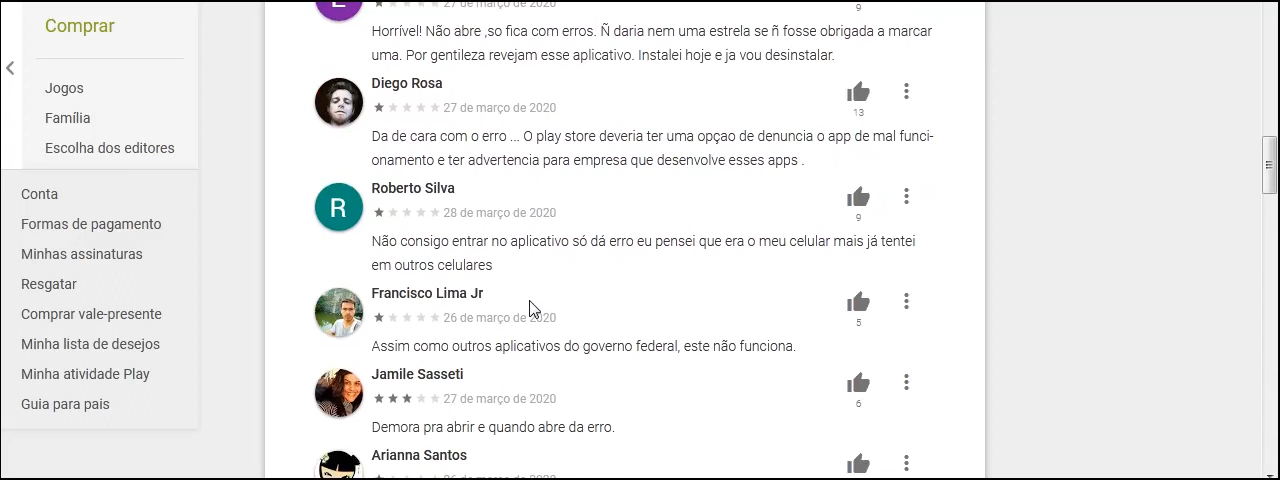 Comprar
Jogos
Família
Escolha dos editores
Conta
Formas de pagamento
Minhas assinaturas
Resgatar
Comprar vale-presente
Minha lista de desejos
Minha atividade Play
Guia para pais
9
Horrível! Não abre ,so fica com erros. Ñ daria nem uma estrela se ñ fosse obrigada a marcar
uma. Por gentileza revejam esse aplicativo. Instalei hoje e ja vou desinstalar.
Diego Rosa
27 de março de 2020
13
Da de cara com o erro ... O play store deveria ter uma opçao de denuncia o app de mal funci-
onamento e ter advertencia para empresa que desenvolve esses apps .
Roberto Silva
R
28 de março de 2020
9
Não consigo entrar no aplicativo só dá erro eu pensei que era o meu celular mais já tentei
em outros celulares
Francisco Lima Jr
26 de março de 2020
5
Assim como outros aplicativos do governo federal, este não funciona.
Jamile Sasseti
27 de março de 2020
6
Demora pra abrir e quando abre da erro.
Arianna Santos